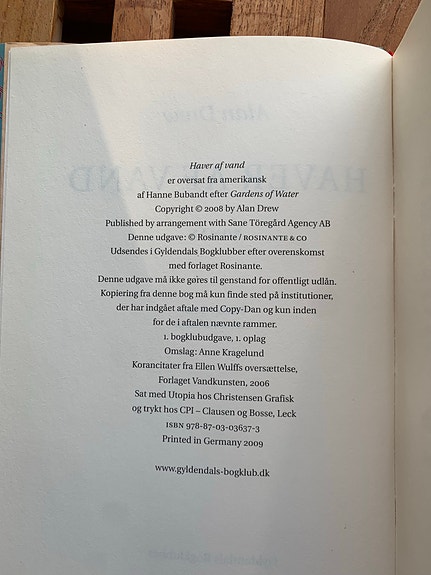 Haver af vand
er oversat fra amerikansk
af Hanne Bubandt efter Gardens of Water
Copyright © 2008 by Alan Drew
Published by arrangement with Sane Töregård Agency AB
Denne udgave: © Rosinante / ROSINANTE & CO
Udsendes i Gyldendals Bogklubber efter overenskomst
med forlaget Rosinante.
Denne udgave må ikke gøres til genstand for offentligt udlån.
Kopiering fra denne bog må kun finde sted på institutioner,
der har indgået aftale med Copy-Dan og kun inden
for de i aftalen nævnte rammer.
1. bogklubudgave, 1. oplag
Omslag: Anne Kragelund
Korancitater fra Ellen Wulffs oversættelse,
Forlaget Vandkunsten, 2006
Sat med Utopia hos Christensen Grafisk
og trykt hos CPI – Clausen og Bosse, Leck
ISBN 978-87-03-03637-3
Printed in Germany 2009
www.gyldendals-bogklub.dk